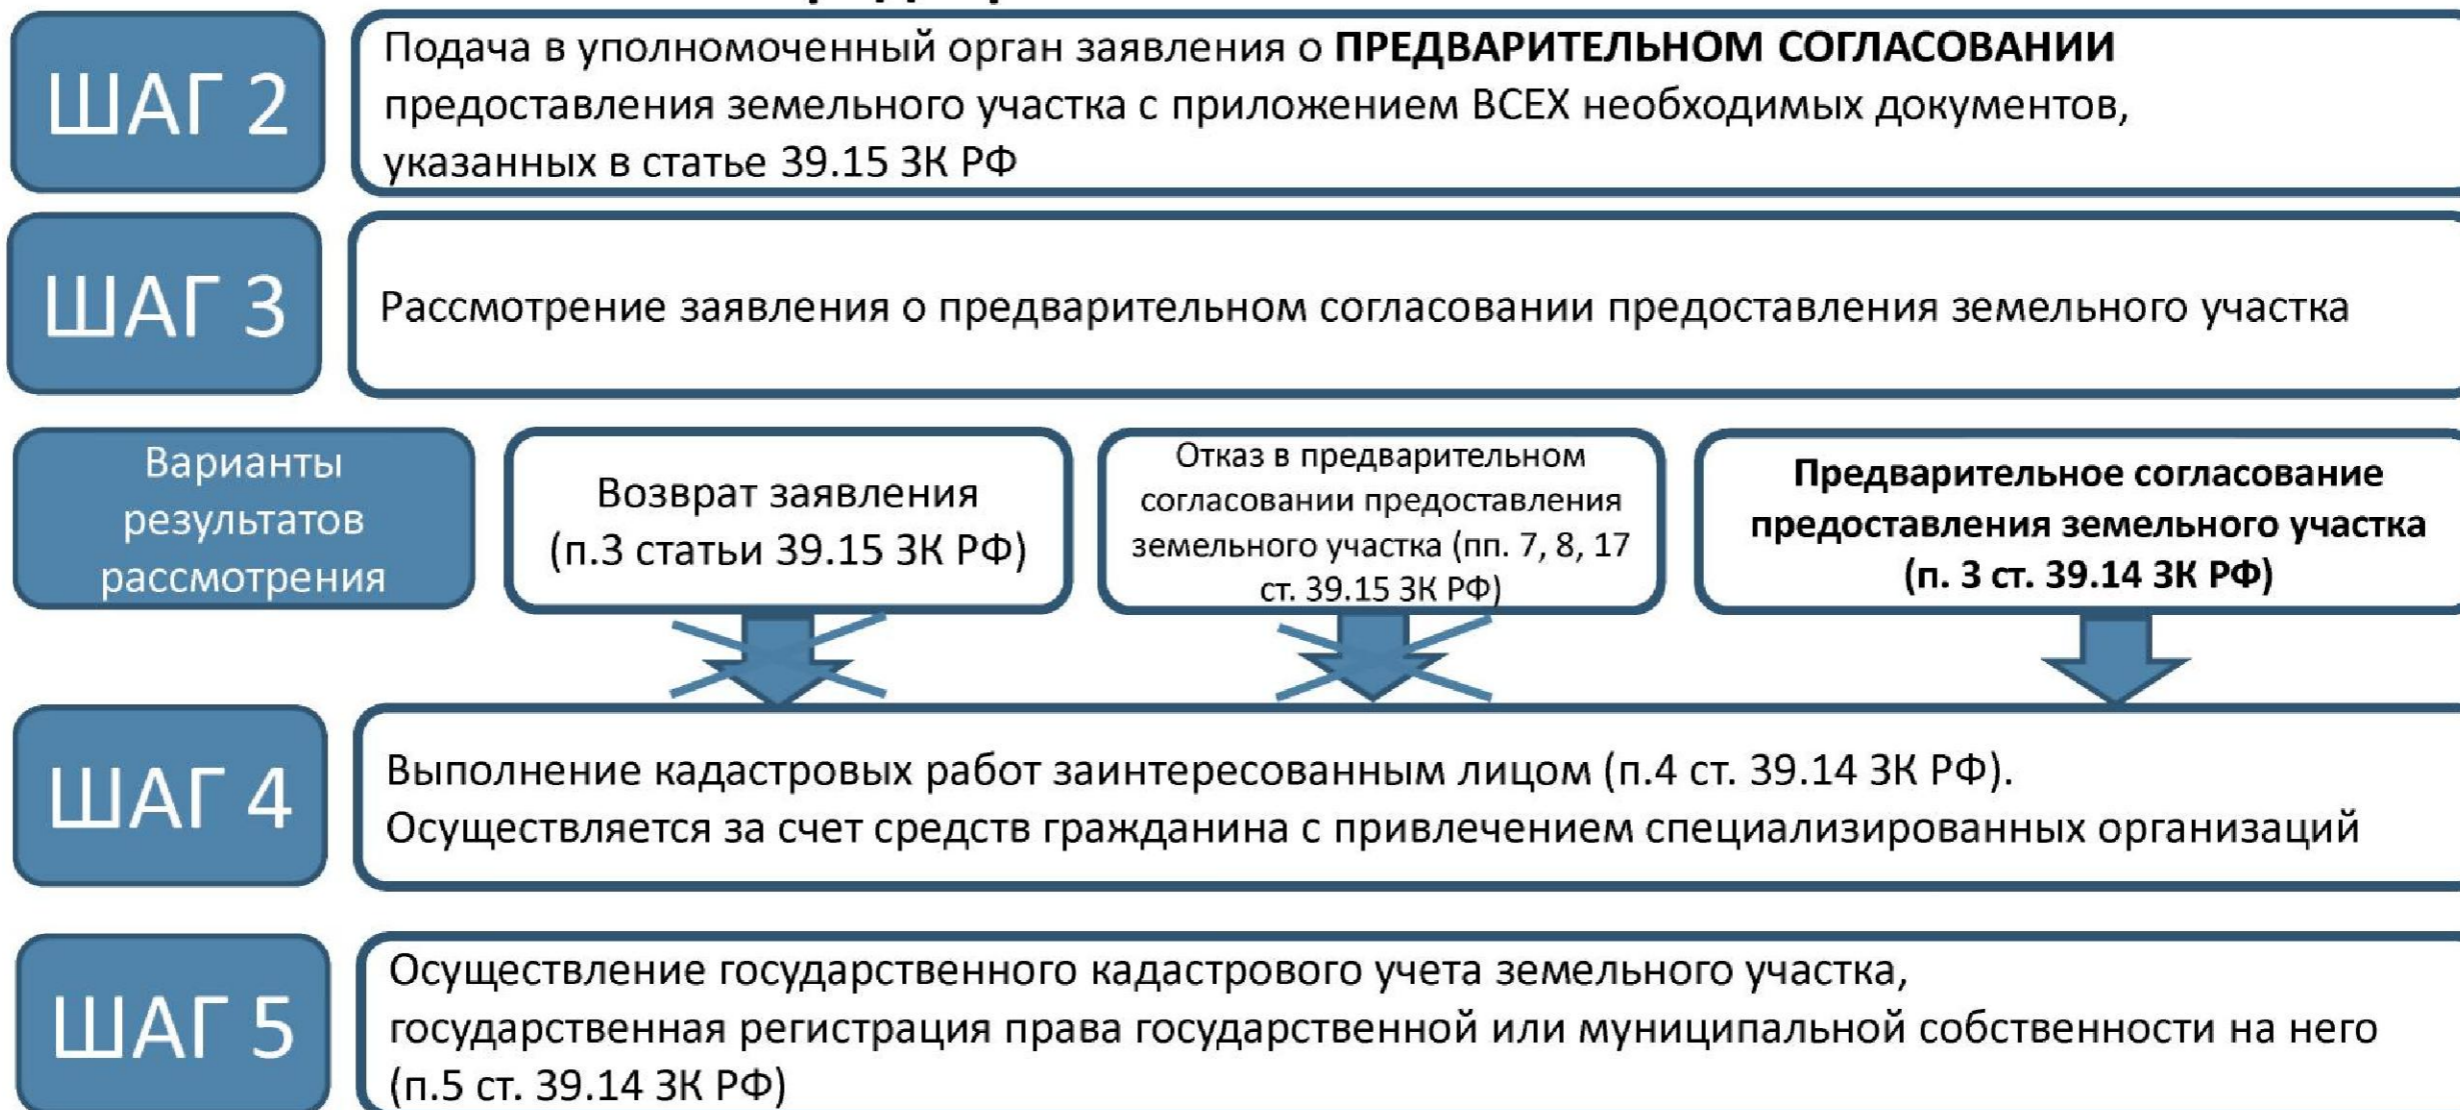 ШАГ 2
Подача в уполномоченный орган заявления о ПРЕДВАРИТЕЛЬНОМ СОГЛАСОВАНИИ
предоставления земельного участка с приложением ВСЕХ необходимых документов,
указанных в статье 39.15 ЗК РФ
ШАГ 3
Рассмотрение заявления о предварительном согласовании предоставления земельного участка
Варианты
результатов
рассмотрения
Возврат заявления
(п.3 статьи 39.15 ЗК РФ)
Отказ в предварительном
согласовании предоставления
земельного участка (пп. 7, 8, 17
ст. 39.15 ЗК РФ)
Предварительное согласование
предоставления земельного участка
(п. 3 ст. 39.14 ЗК РФ)
ШАГ 4
Выполнение кадастровых работ заинтересованным лицом (п.4 ст. 39.14 ЗК РФ).
Осуществляется за счет средств гражданина с привлечением специализированных организаций
ШАГ 5
Осуществление государственного кадастрового учета земельного участка,
государственная регистрация права государственной или муниципальной собственности на него
(п.5 ст. 39.14 ЗК РФ)